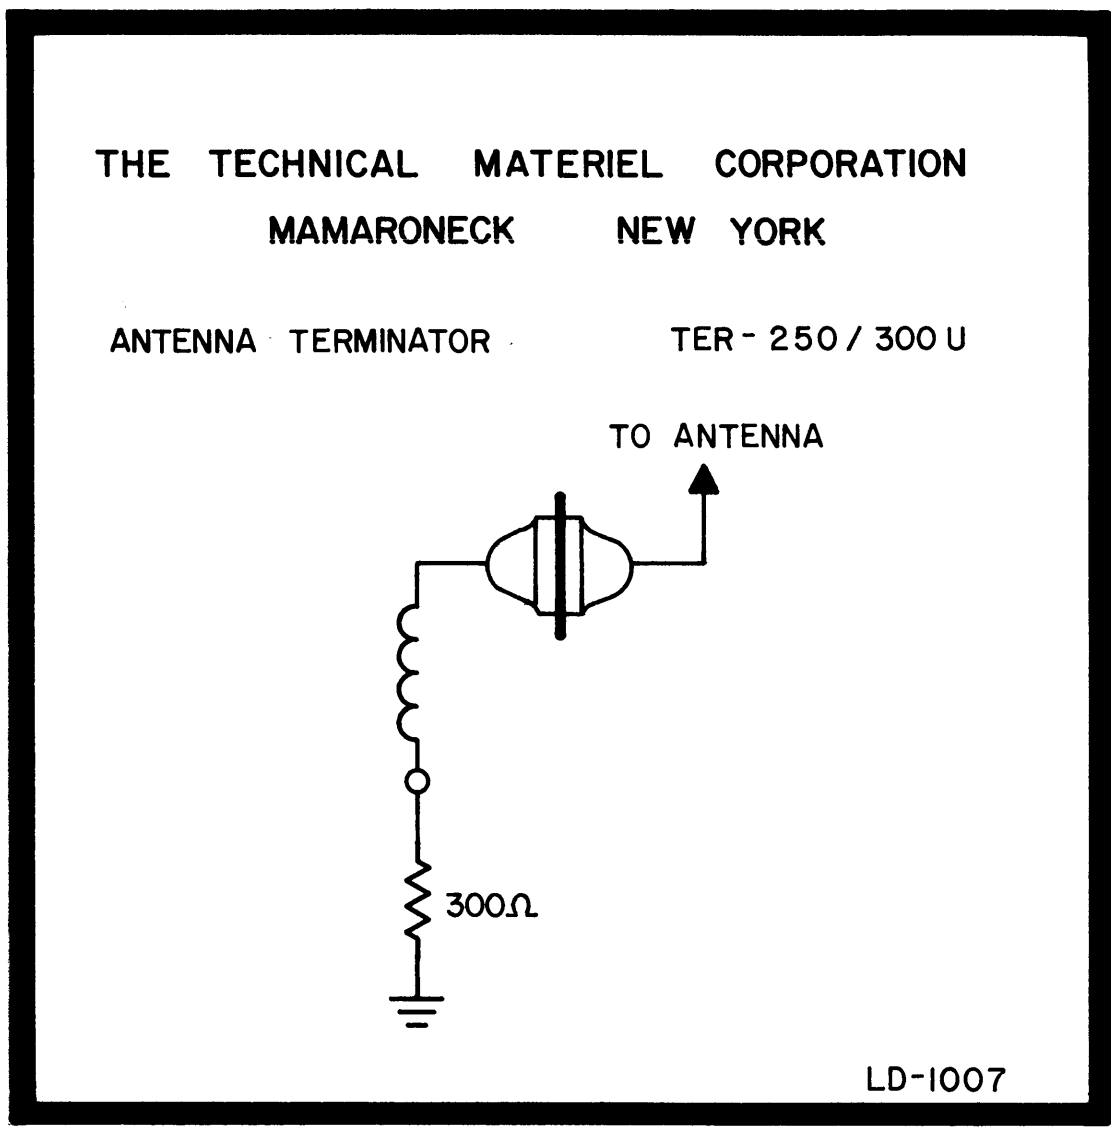 THE TECHNICAL MATERIEL CORPORATION
MAMARONECK NEW YORK
ANTENNA TERMINATOR TER-250/300U
TO ANTENNA
300Ω
LD-1007